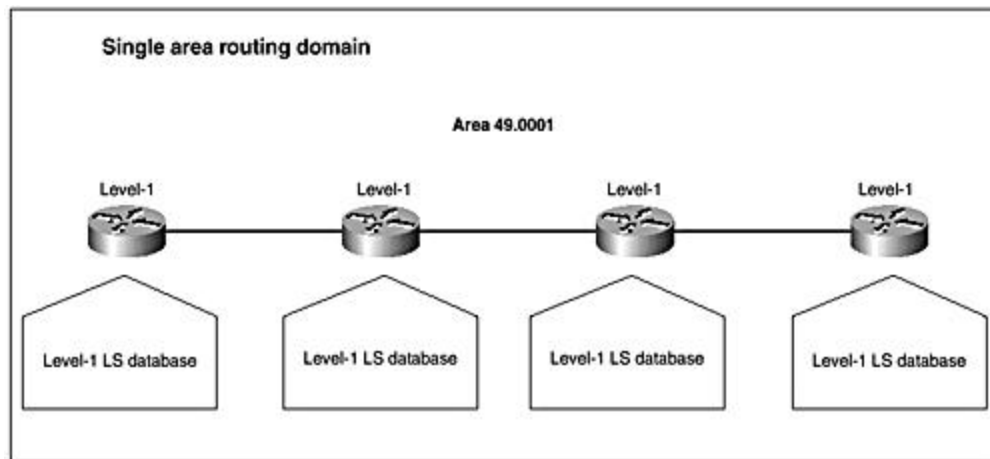 Single area routing domain
Area 49.0001
Level-1
Level-1
Level-1
Level-1
Level-1 LS database
Level-1 LS database
Level-1 LS database
Level-1 LS database